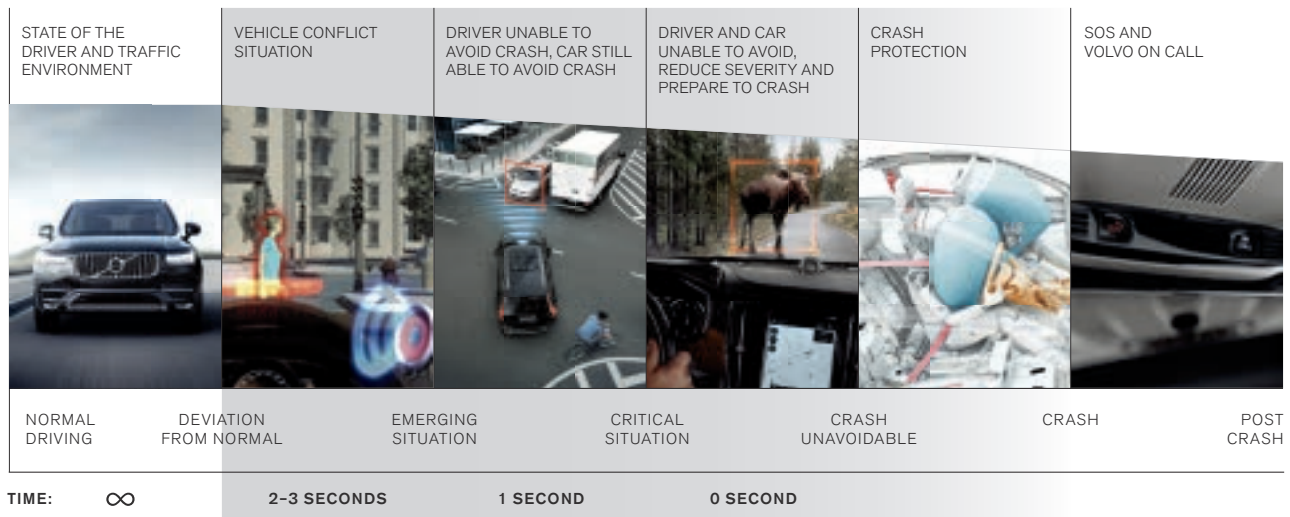 STATE OF THE
DRIVER AND TRAFFIC
ENVIRONMENT
VEHICLE CONFLICT
SITUATION
DRIVER UNABLE TO
AVOID CRASH, CAR STILL
ABLE TO AVOID CRASH
DRIVER AND CAR
UNABLE TO AVOID,
REDUCE SEVERITY AND
PREPARE TO CRASH
CRASH
PROTECTION
SOS AND
VOLVO ON CALL
NORMAL
DRIVING
DEVIATION
FROM NORMAL
EMERGING
SITUATION
CRITICAL
SITUATION
CRASH
UNAVOIDABLE
CRASH
POST
CRASH
TIME: ∞ 2–3 SECONDS 1 SECOND 0 SECOND